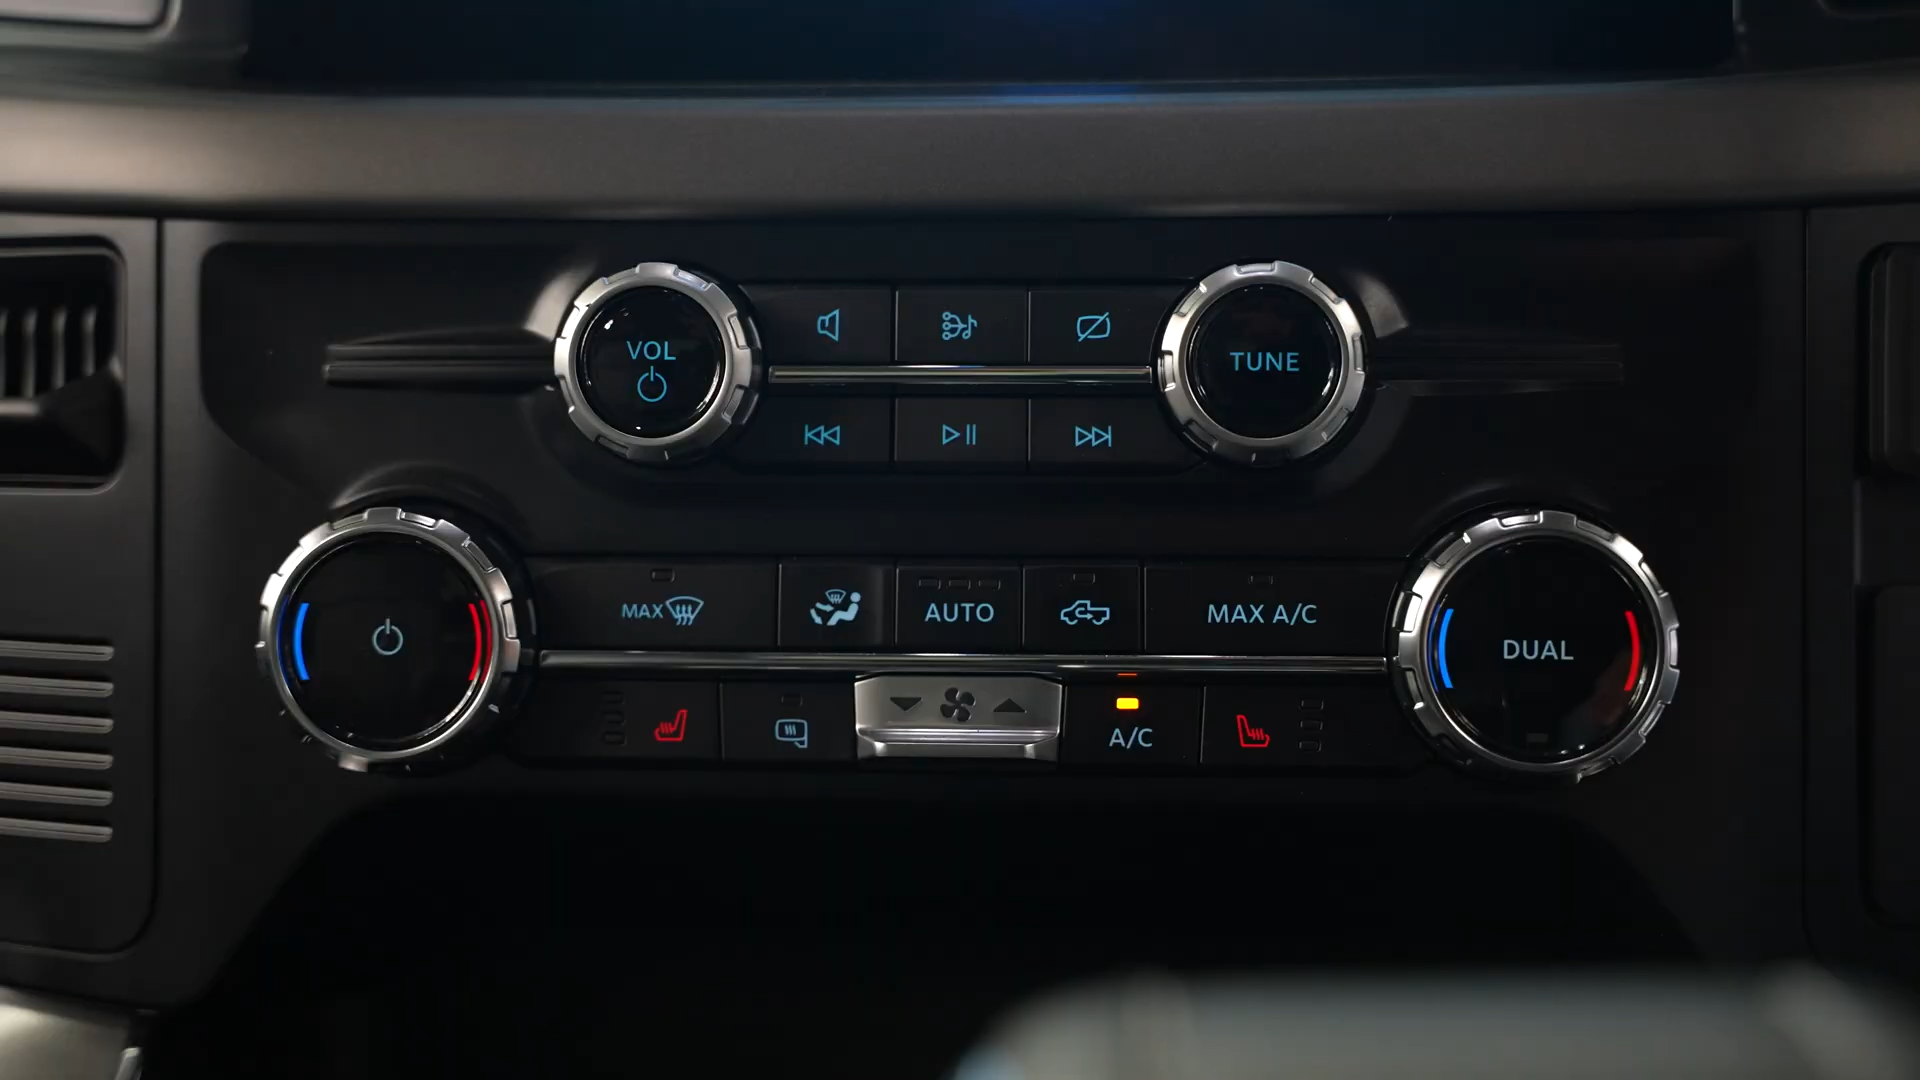 VOL
TUNE
MAX
AUTO
MAX A/C
DUAL
A/C